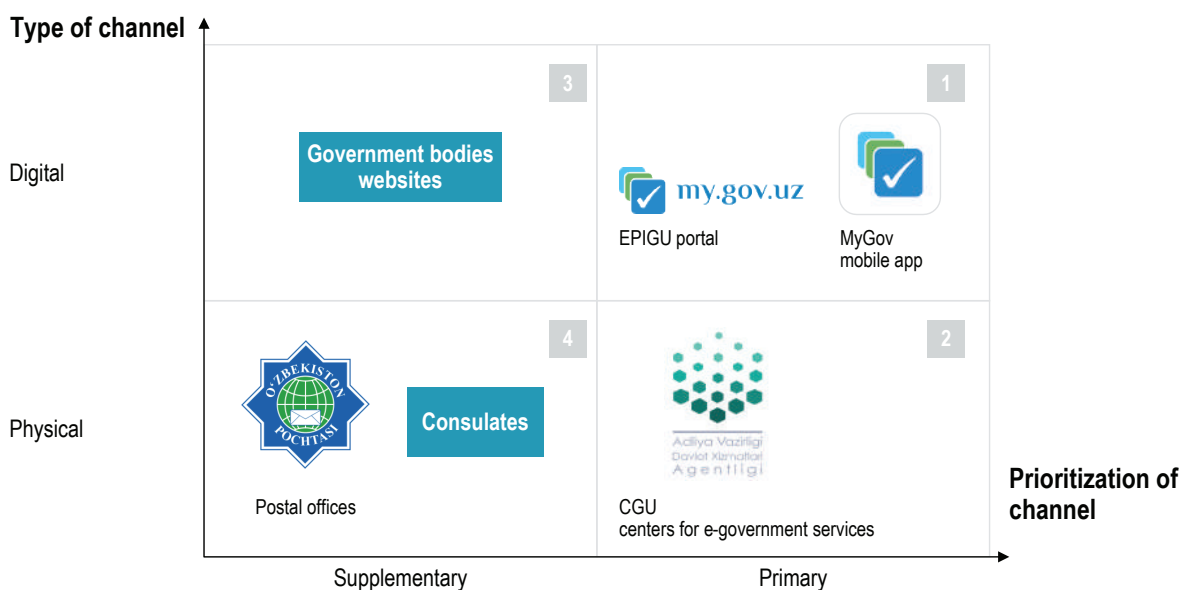 Type of channel
3
1
Digital
Government bodies
websites
my.gov.uz
EPIGU portal
MyGov
mobile app
4
2
Physical
O‘ZBEKISTON
POCHTASI
Consulates
Adliya Vazirligi
Davlat Xizmatlari
Agentligi
Postal offices
CGU
centers for e-government services
Prioritization of
channel
Supplementary
Primary